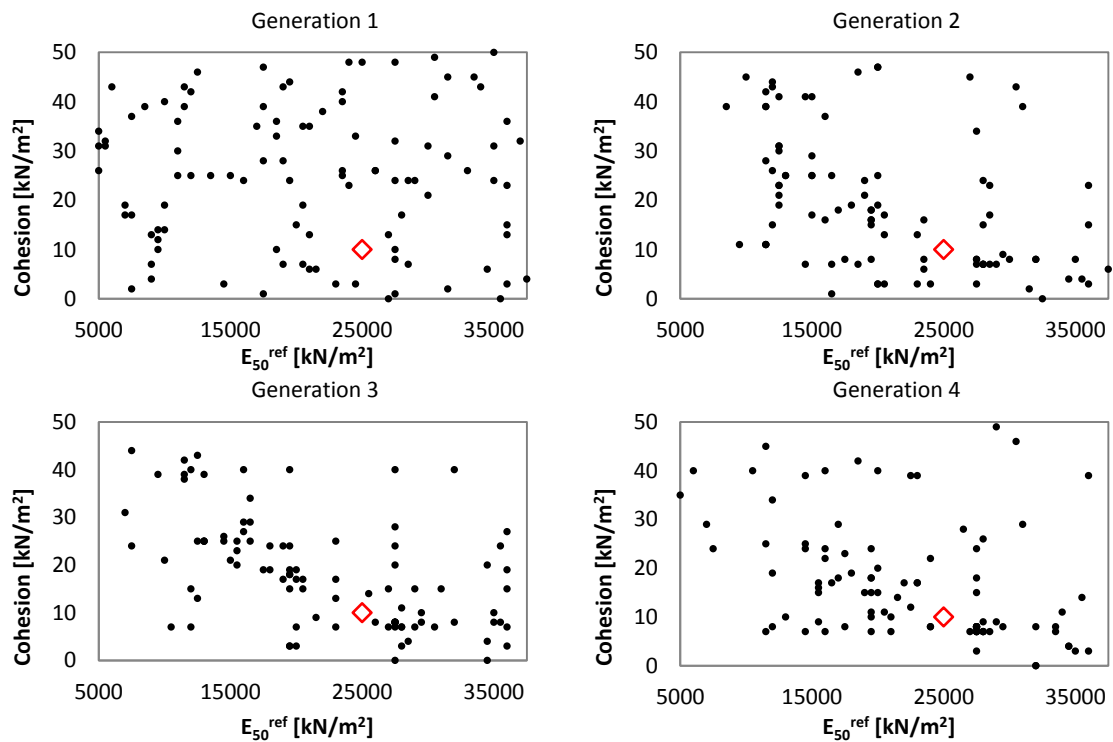 Generation 1
50
40
30
20
10
0
Cohesion [kN/m²]
5000 15000 25000 35000
E₅₀ʳᵉᶠ [kN/m²]
Generation 2
50
40
30
20
10
0
Cohesion [kN/m²]
5000 15000 25000 35000
E₅₀ʳᵉᶠ [kN/m²]
Generation 3
50
40
30
20
10
0
Cohesion [kN/m²]
5000 15000 25000 35000
E₅₀ʳᵉᶠ [kN/m²]
Generation 4
50
40
30
20
10
0
Cohesion [kN/m²]
5000 15000 25000 35000
E₅₀ʳᵉᶠ [kN/m²]